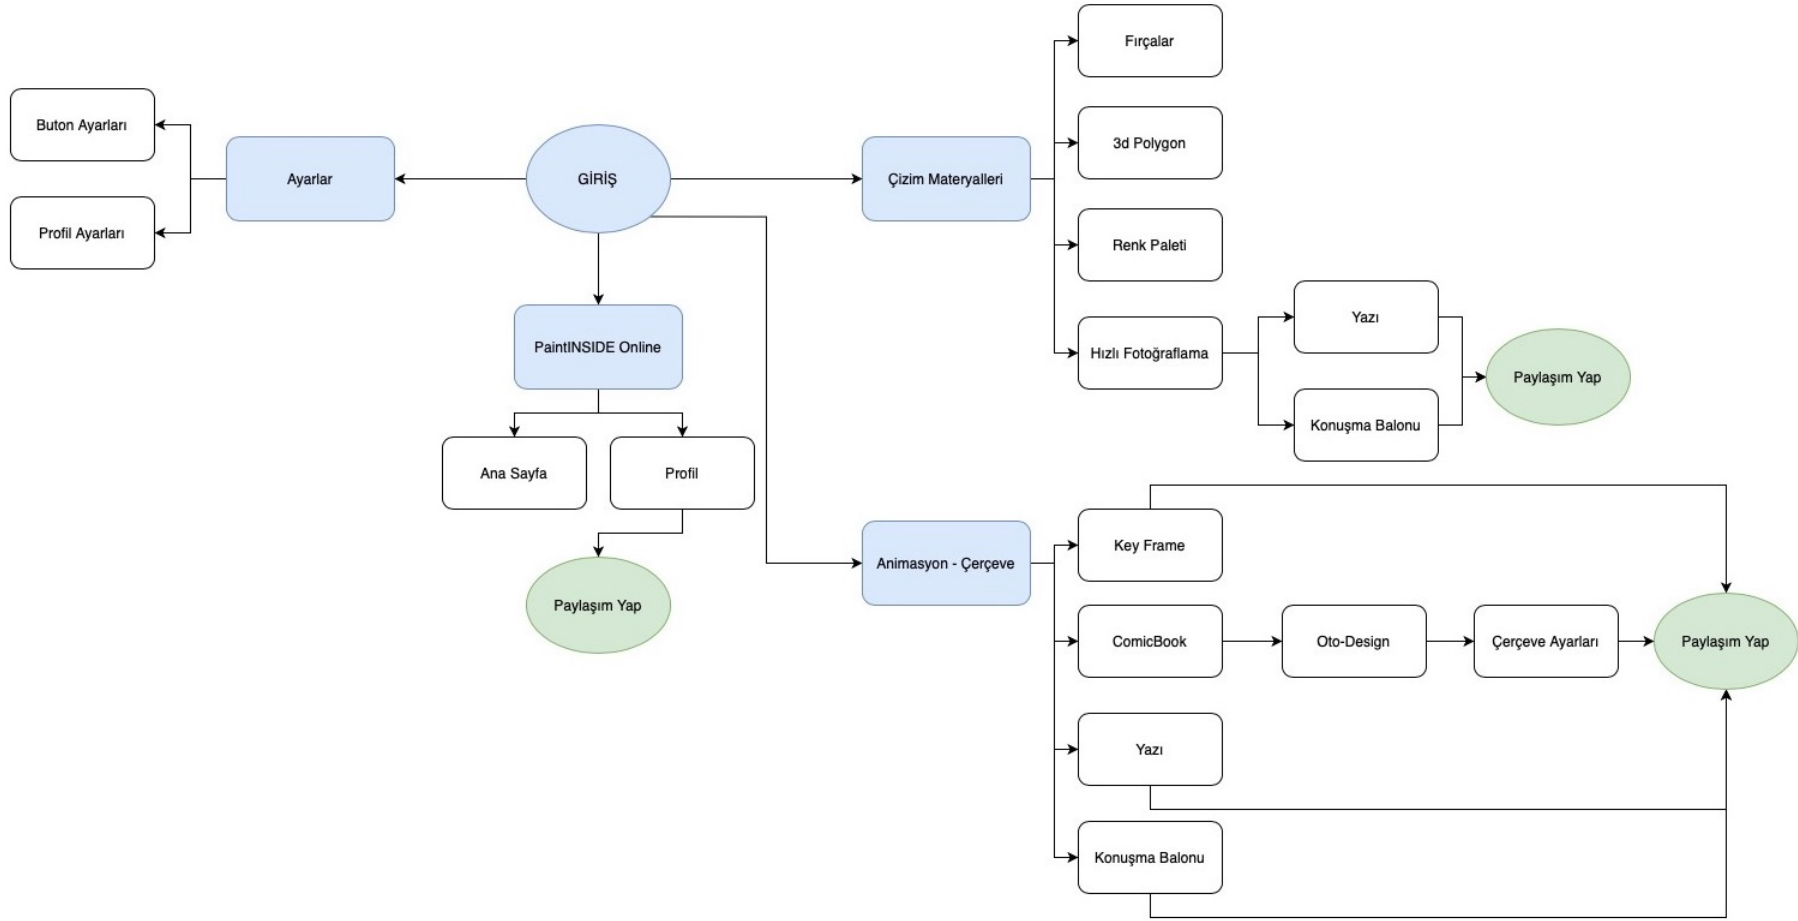 Fırçalar
Buton Ayarları
3d Polygon
Ayarlar
GİRİŞ
Çizim Materyalleri
Profil Ayarları
Renk Paleti
Yazı
PaintINSIDE Online
Hızlı Fotoğraflama
Paylaşım Yap
Konuşma Balonu
Ana Sayfa
Profil
Key Frame
Animasyon - Çerçeve
Paylaşım Yap
ComicBook
Oto-Design
Çerçeve Ayarları
Paylaşım Yap
Yazı
Konuşma Balonu